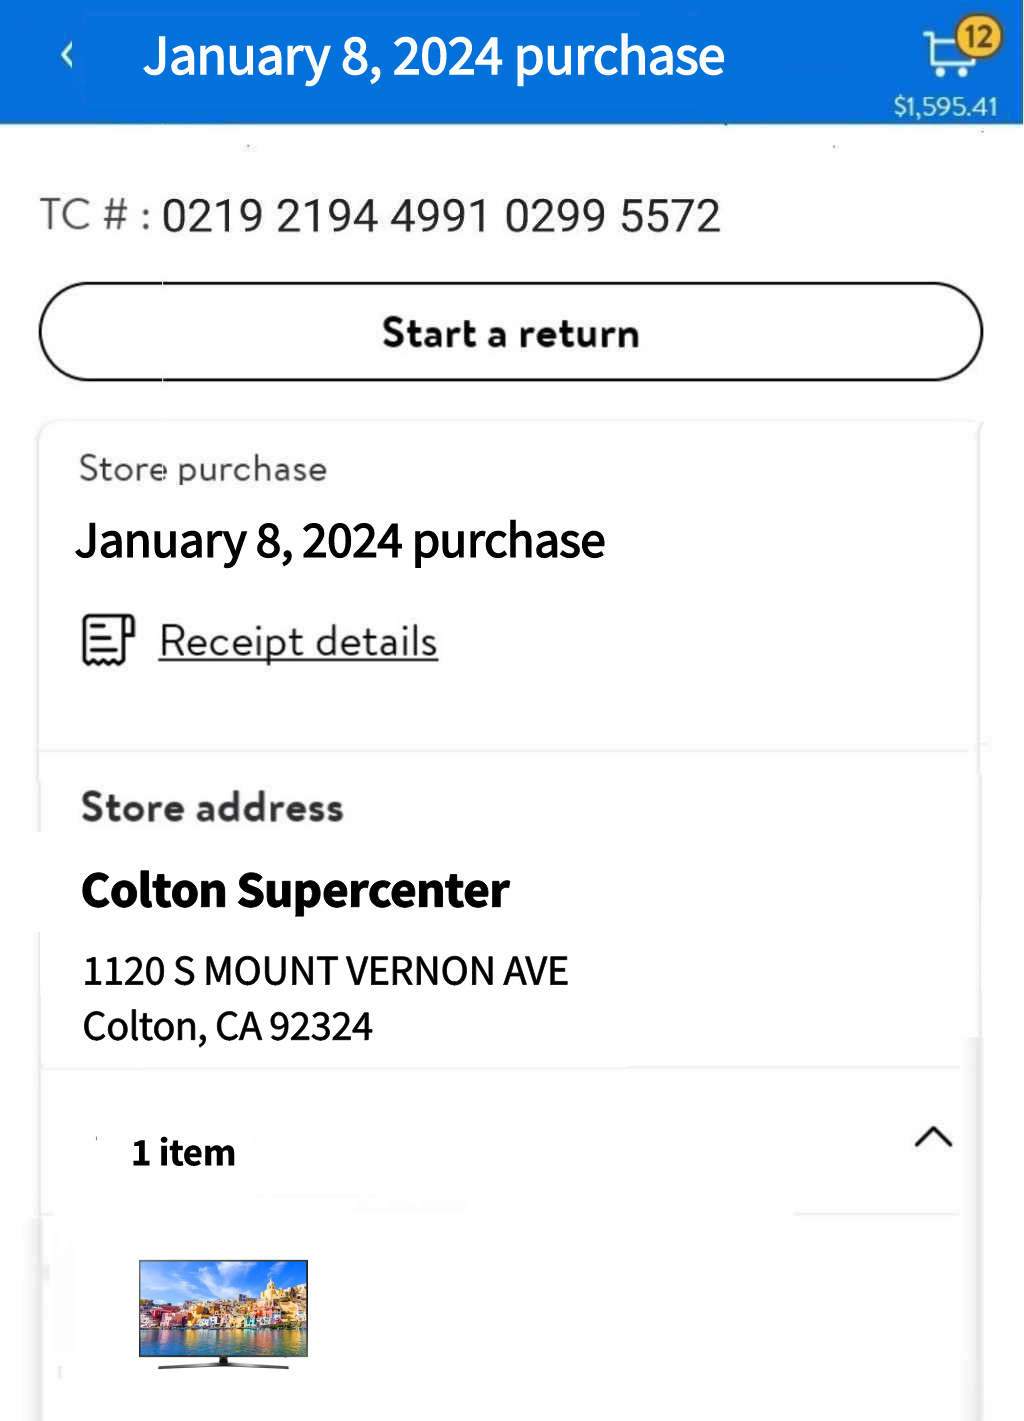 January 8, 2024 purchase
12
$1,595.41
TC # : 0219 2194 4991 0299 5572
Start a return
Store purchase
January 8, 2024 purchase
Receipt details
Store address
Colton Supercenter
1120 S MOUNT VERNON AVE
Colton, CA 92324
1 item